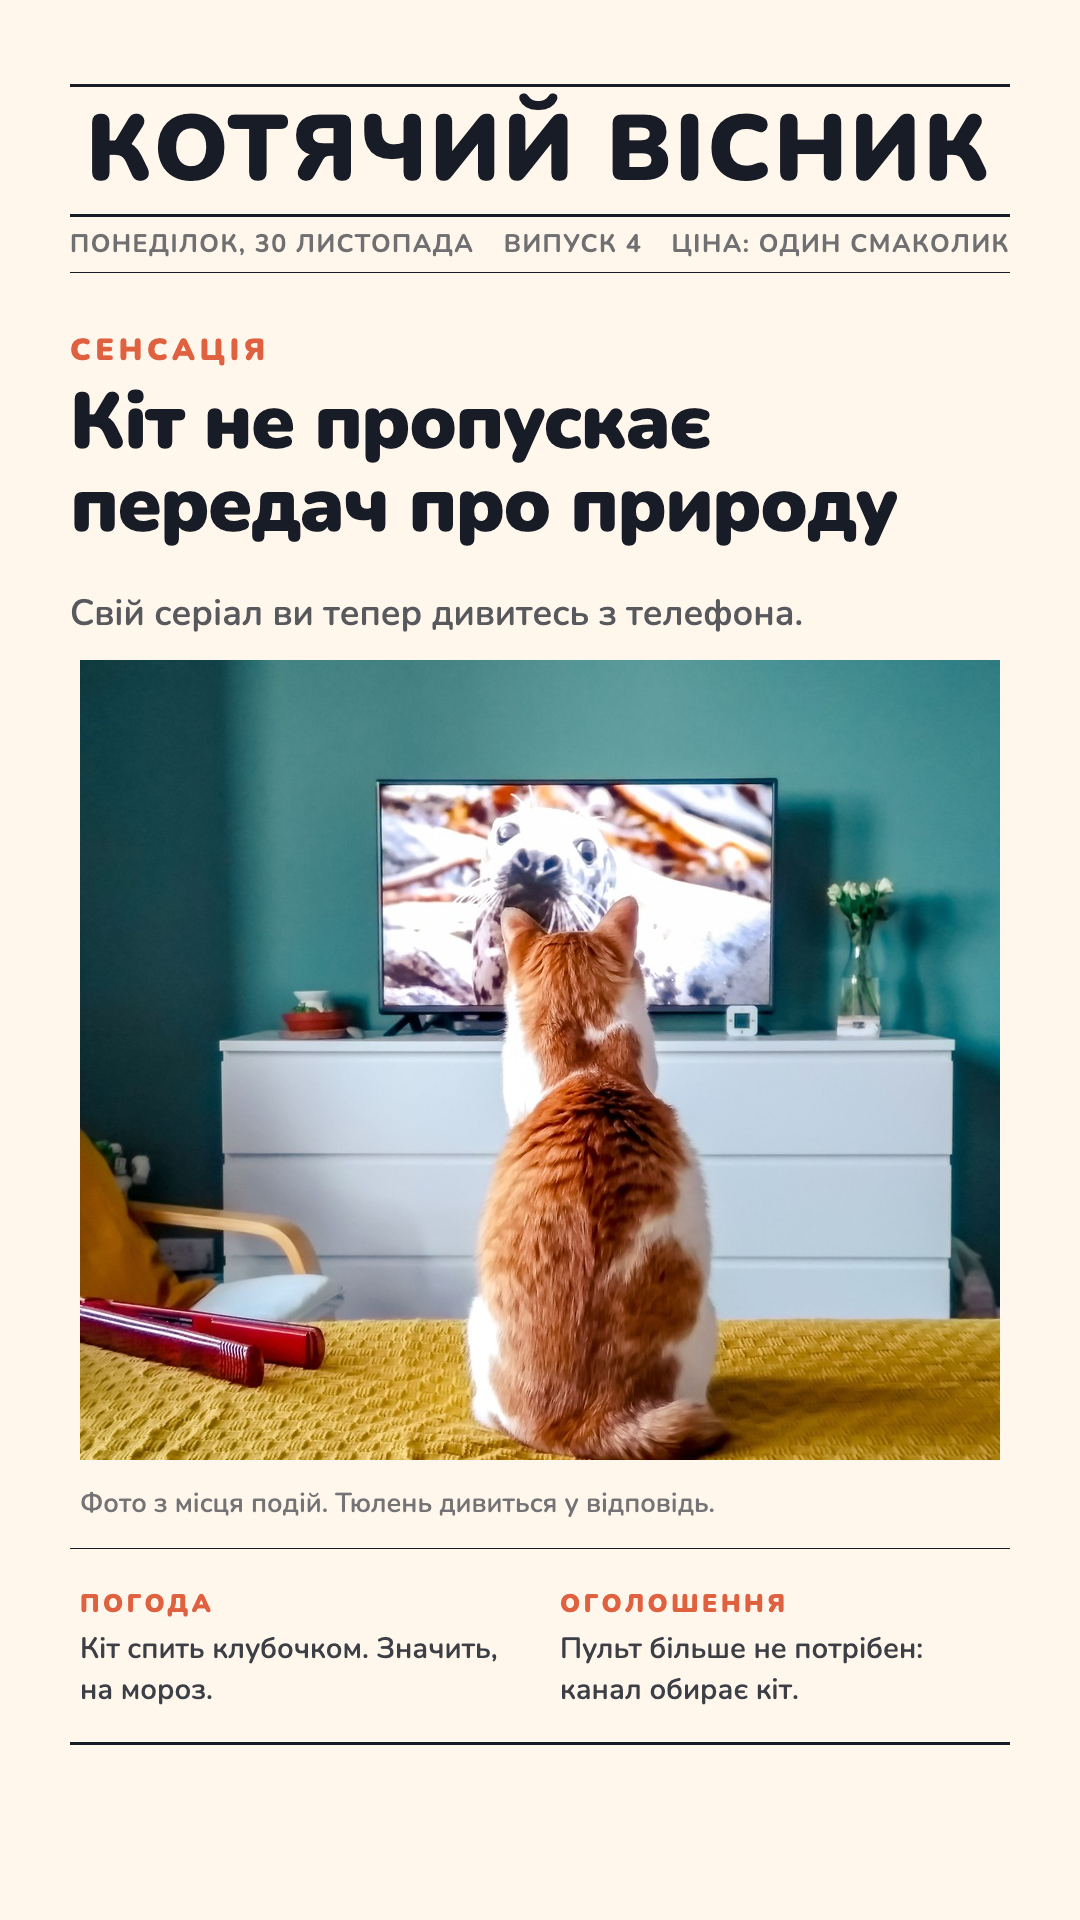 КОТЯЧИЙ ВІСНИК
ПОНЕДІЛОК, 30 ЛИСТОПАДА ВИПУСК 4 ЦІНА: ОДИН СМАКОЛИК
СЕНСАЦІЯ
Кіт не пропускає
передач про природу
Свій серіал ви тепер дивитесь з телефона.
Фото з місця подій. Тюлень дивиться у відповідь.
ПОГОДА
Кіт спить клубочком. Значить,
на мороз.
ОГОЛОШЕННЯ
Пульт більше не потрібен:
канал обирає кіт.